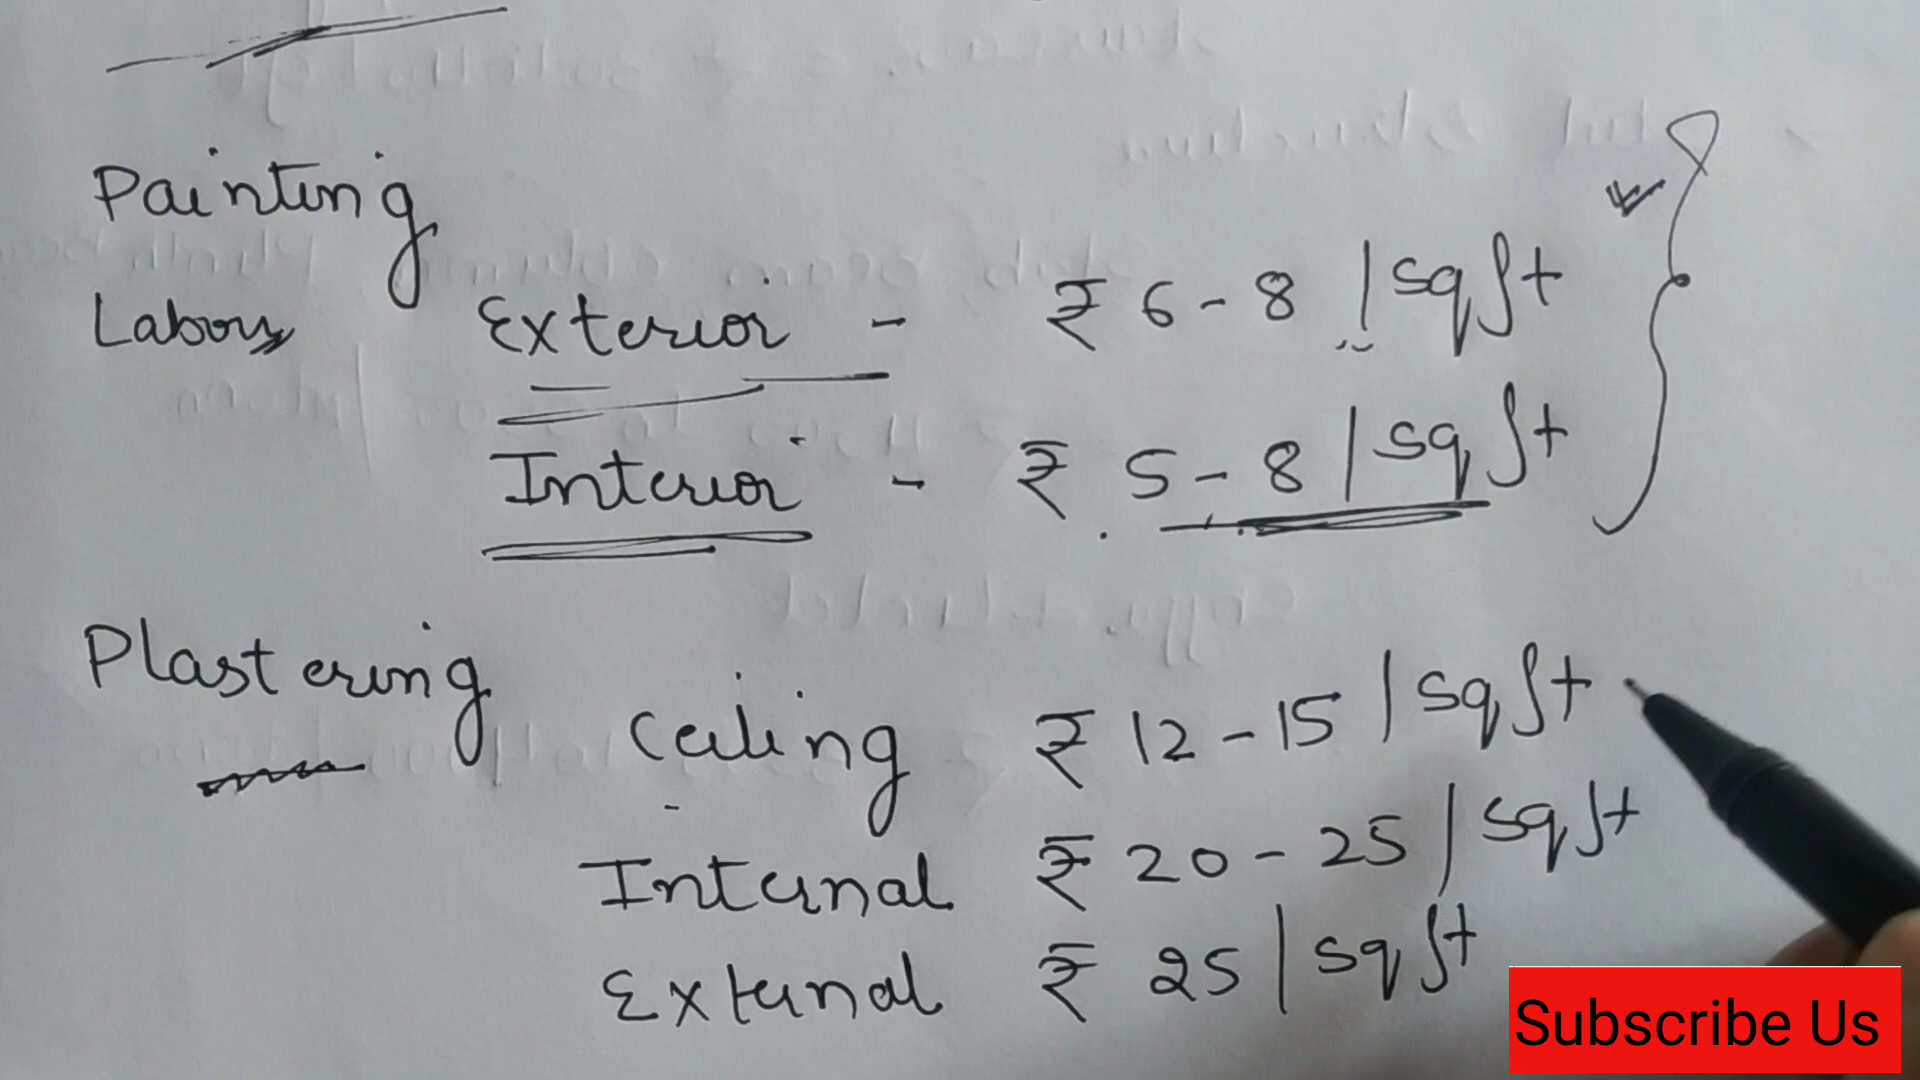 Painting
Labour Exterior - ₹ 6-8 / sqft
Interior - ₹ 5-8 / sqft
Plastering
Ceiling ₹ 12-15 / sqft
Internal ₹ 20-25 / sqft
External ₹ 25 / sqft
Subscribe Us